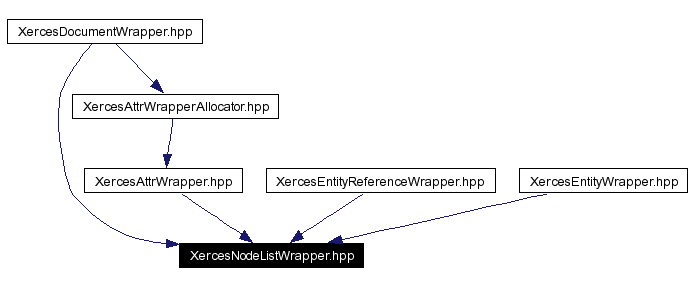 XercesDocumentWrapper.hpp
XercesAttrWrapperAllocator.hpp
XercesAttrWrapper.hpp
XercesEntityReferenceWrapper.hpp
XercesEntityWrapper.hpp
XercesNodeListWrapper.hpp